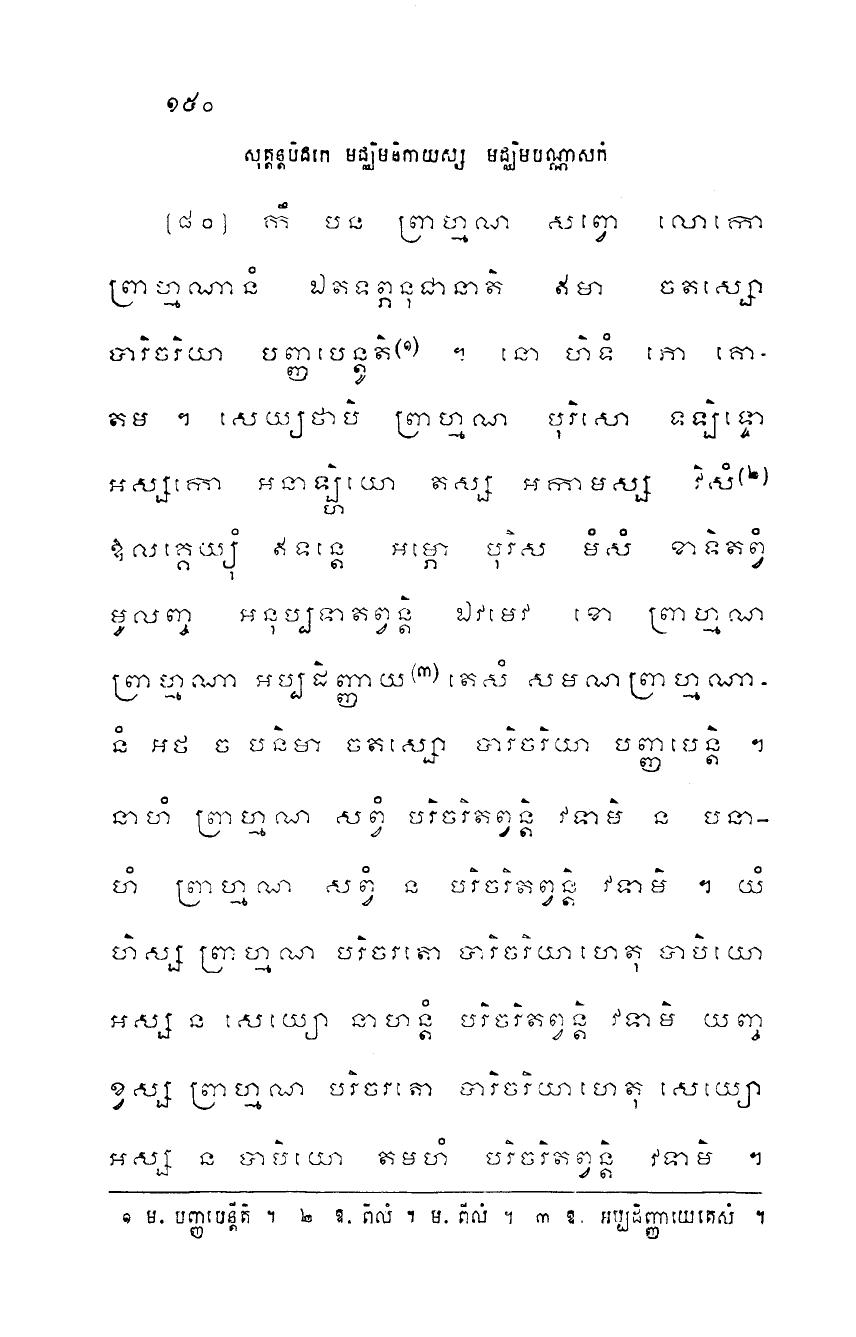 ១៥០
សុត្តន្តបិដកេ មជ្ឈិមនិកាយស្ស មជ្ឈិមបណ្ណាសកំ
[៨០] កឹ បន ព្រាហ្មណ សព្វោ លោកោ
ព្រាហ្មណានំ ឯតទព្ភនុជានាតិ ឥមា ចតស្សោ
បារិចរិយា បញ្ញបេន្តូតិ(១) ។ នោ ហិទំ ភោ គោ-
តម ។ សេយ្យថាបិ ព្រាហ្មណ បុរិសោ ទឡិទ្ទោ
អស្សកោ អនាឡ្ហិយោ តស្ស អកាមស្ស វិសំ(២)
ឱលគ្គេយ្យុំ ឥទន្តេ អម្ភោ បុរិស មំសំ ខាទិតព្វំ
មូលញ្ច អនុប្បទាតព្វន្តិ ឯវមេវ ខោ ព្រាហ្មណ
ព្រាហ្មណា អប្បដិញ្ញាយ(៣) តេសំ សមណព្រាហ្មណា-
នំ អថ ច បនិមា ចតស្សោ បារិចរិយា បញ្ញបេន្តិ ។
នាហំ ព្រាហ្មណ សព្វំ បរិចរិតព្វន្តិ វទាមិ ន បនា-
ហំ ព្រាហ្មណ សព្វំ ន បរិចរិតព្វន្តិ វទាមិ ។ យំ
ហិស្ស ព្រាហ្មណ បរិចរតោ បារិចរិយាហេតុ បាបិយោ
អស្ស ន សេយ្យោ នាហន្តំ បរិចរិតព្វន្តិ វទាមិ យញ្ច
ខ្វស្ស ព្រាហ្មណ បរិចរតោ បារិចរិយាហេតុ សេយ្យោ
អស្ស ន បាបិយោ តមហំ បរិចរិតព្វន្តិ វទាមិ ។
១ ម. បញ្ញបេន្តីតិ ។ ២ ឱ. ពិលំ ។ ម. ពីលំ ។ ៣ ឱ. អប្បដិញ្ញាយេតេសំ ។